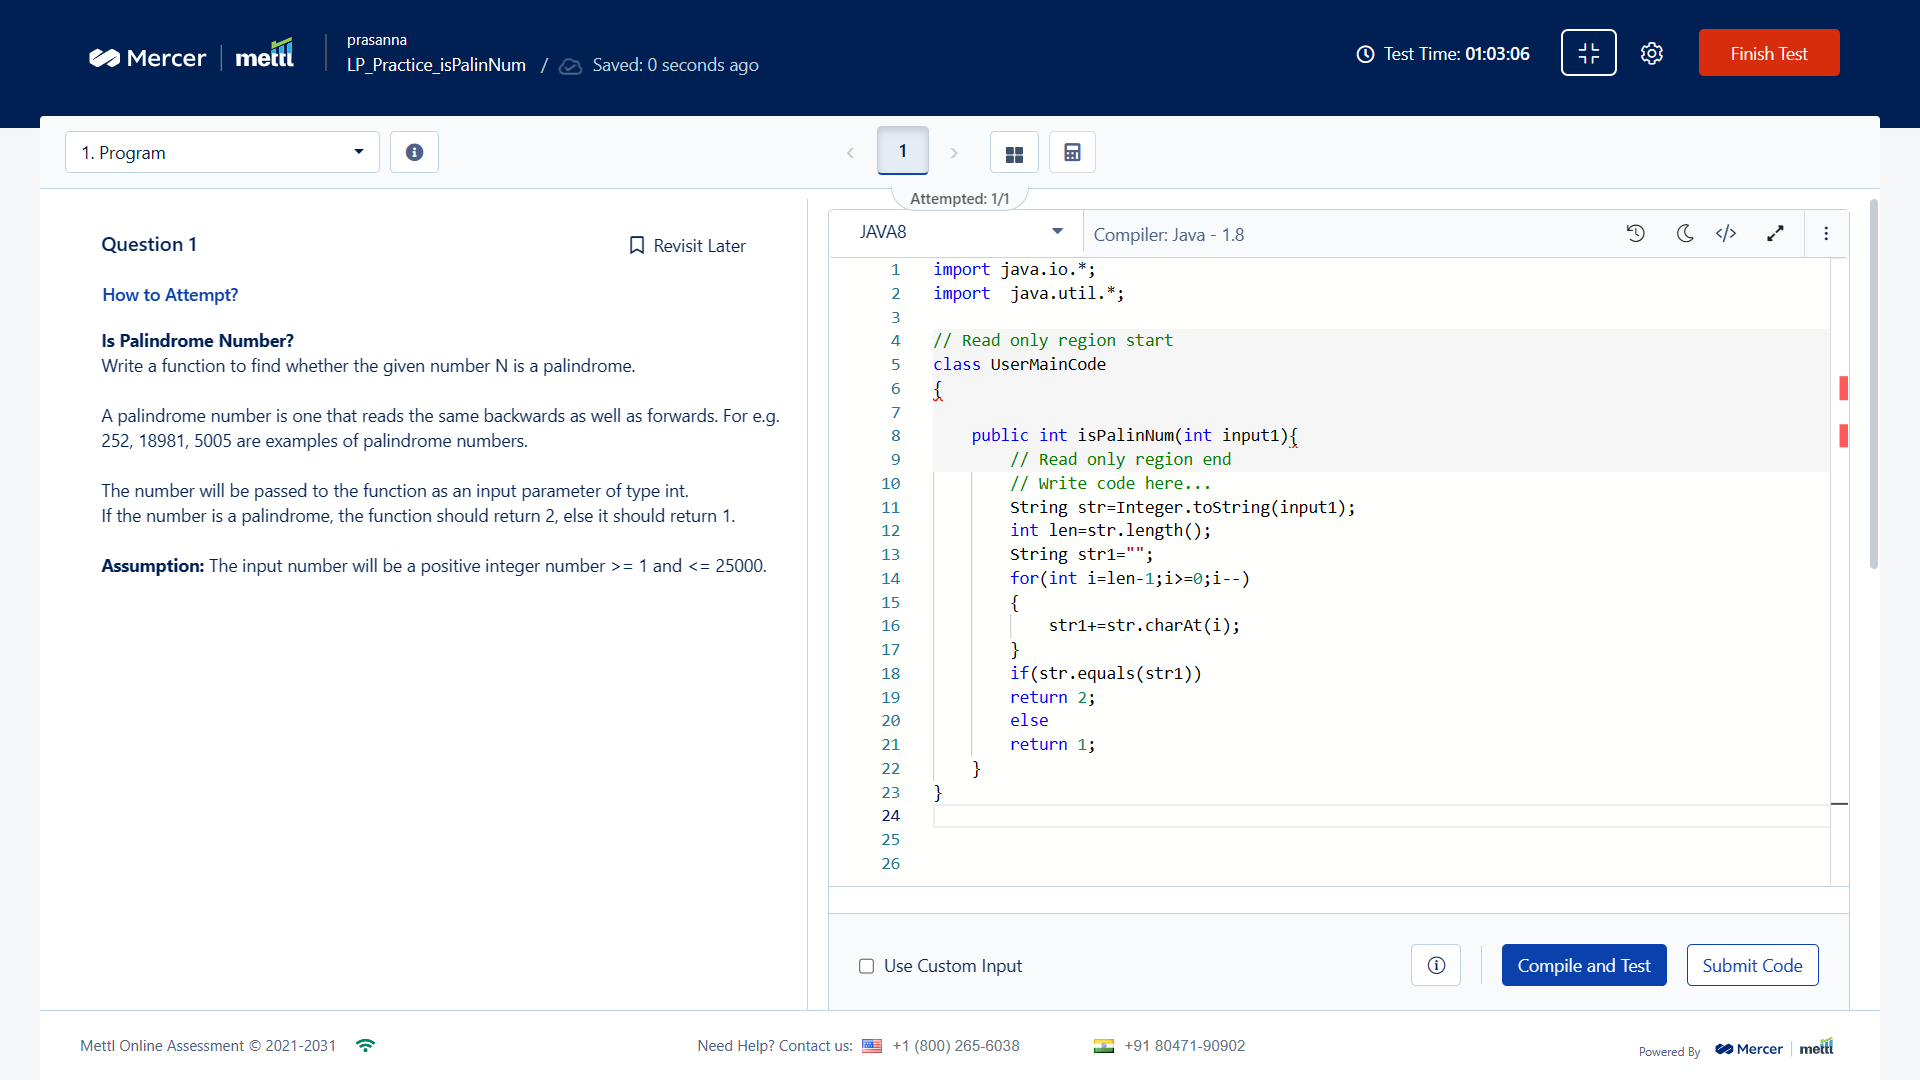 Mercer | mettl
prasanna
LP_Practice_isPalinNum / Saved: 0 seconds ago
Test Time: 01:03:06
Finish Test
1. Program
1
Attempted: 1/1
Question 1
Revisit Later
How to Attempt?
Is Palindrome Number?
Write a function to find whether the given number N is a palindrome.
A palindrome number is one that reads the same backwards as well as forwards. For e.g.
252, 18981, 5005 are examples of palindrome numbers.
The number will be passed to the function as an input parameter of type int.
If the number is a palindrome, the function should return 2, else it should return 1.
Assumption: The input number will be a positive integer number >= 1 and <= 25000.
JAVA8
Compiler: Java - 1.8
1 import java.io.*;
2 import  java.util.*;
3
4 // Read only region start
5 class UserMainCode
6 {
7
8     public int isPalinNum(int input1){
9         // Read only region end
10         // Write code here...
11         String str=Integer.toString(input1);
12         int len=str.length();
13         String str1="";
14         for(int i=len-1;i>=0;i--)
15         {
16             str1+=str.charAt(i);
17         }
18         if(str.equals(str1))
19         return 2;
20         else
21         return 1;
22     }
23 }
24
25
26
Use Custom Input
Compile and Test
Submit Code
Mettl Online Assessment © 2021-2031
Need Help? Contact us: +1 (800) 265-6038
+91 80471-90902
Powered By Mercer | mettl